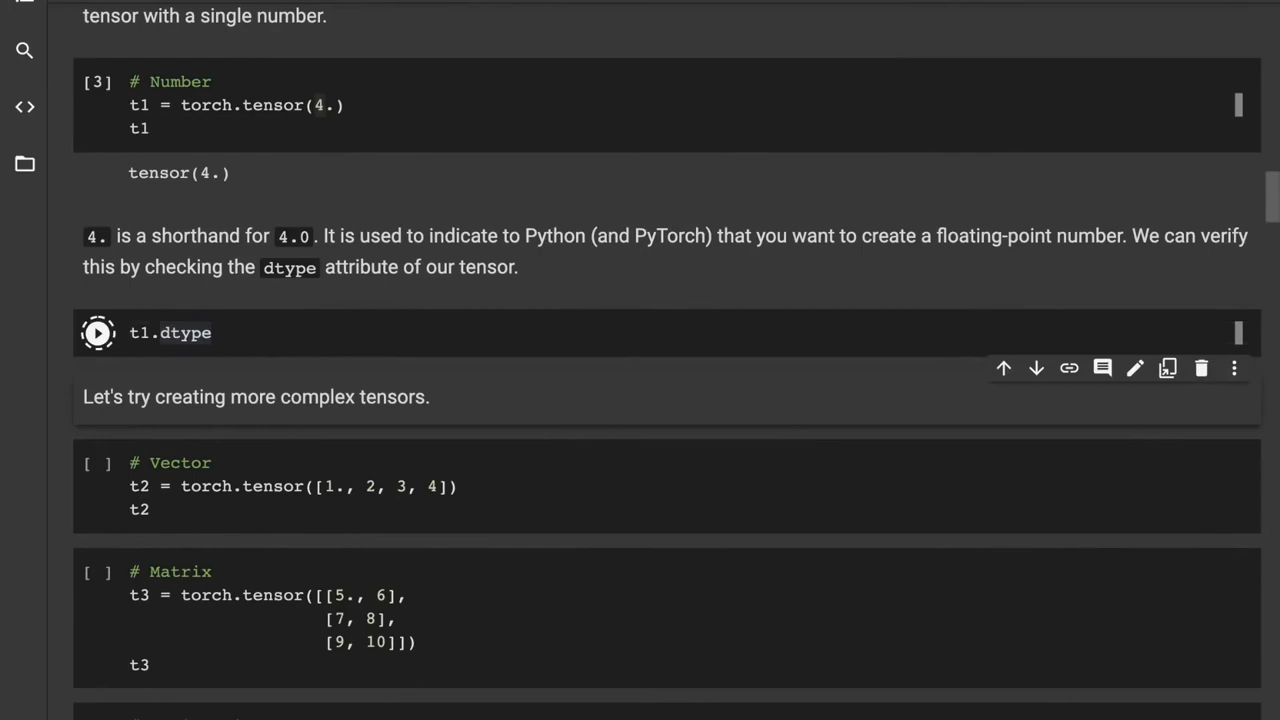 tensor with a single number.
[3] # Number
t1 = torch.tensor(4.)
t1
tensor(4.)
4. is a shorthand for 4.0. It is used to indicate to Python (and PyTorch) that you want to create a floating-point number. We can verify
this by checking the dtype attribute of our tensor.
t1.dtype
Let's try creating more complex tensors.
[ ] # Vector
t2 = torch.tensor([1., 2, 3, 4])
t2
[ ] # Matrix
t3 = torch.tensor([[5., 6],
[7, 8],
[9, 10]])
t3